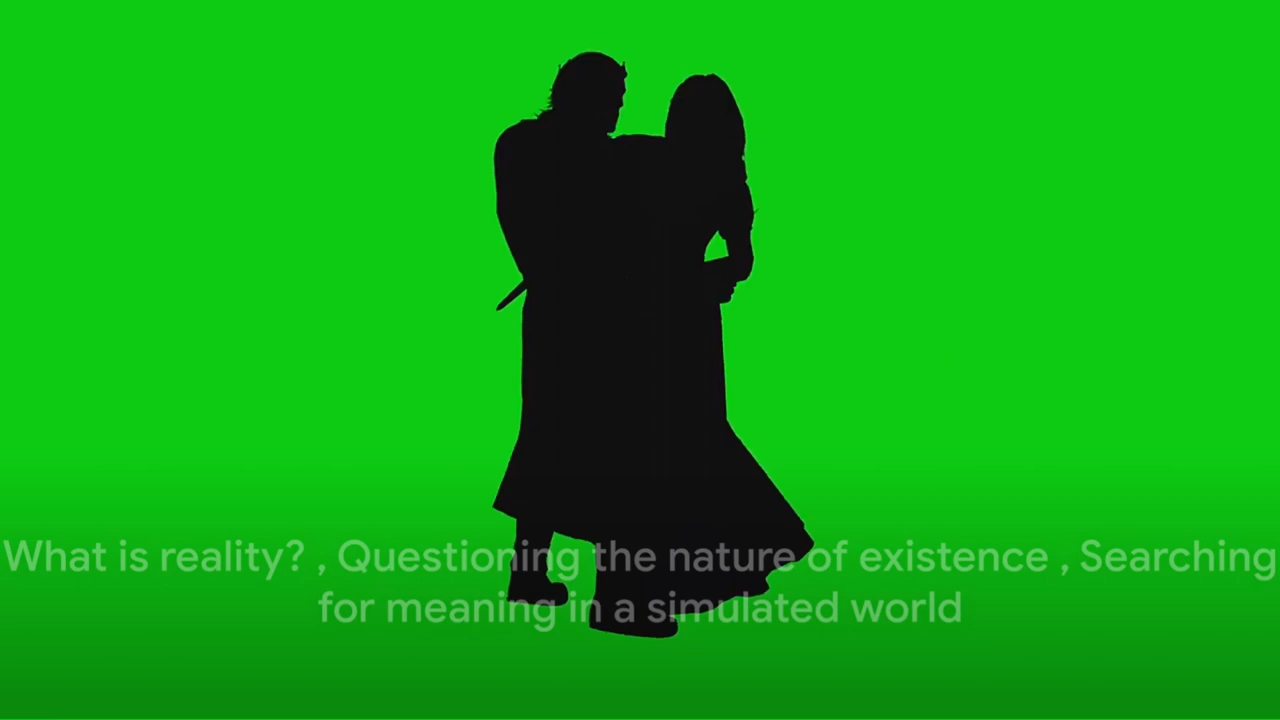 What is reality? , Questioning the nature of existence , Searching
for meaning in a simulated world